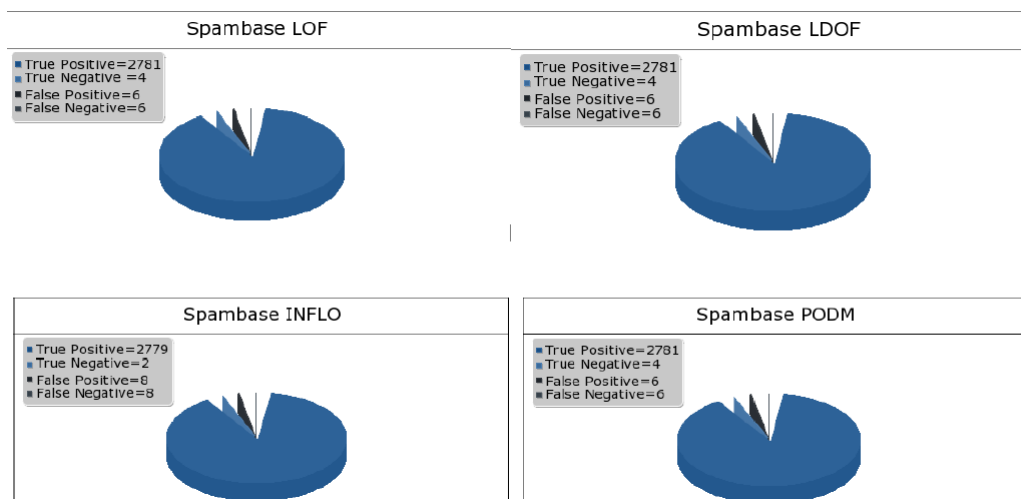 Spambase LOF
True Positive=2781
True Negative =4
False Positive=6
False Negative=6
Spambase LDOF
True Positive=2781
True Negative=4
False Positive=6
False Negative=6
Spambase INFLO
True Positive=2779
True Negative=2
False Positive=8
False Negative=8
Spambase PODM
True Positive=2781
True Negative=4
False Positive=6
False Negative=6